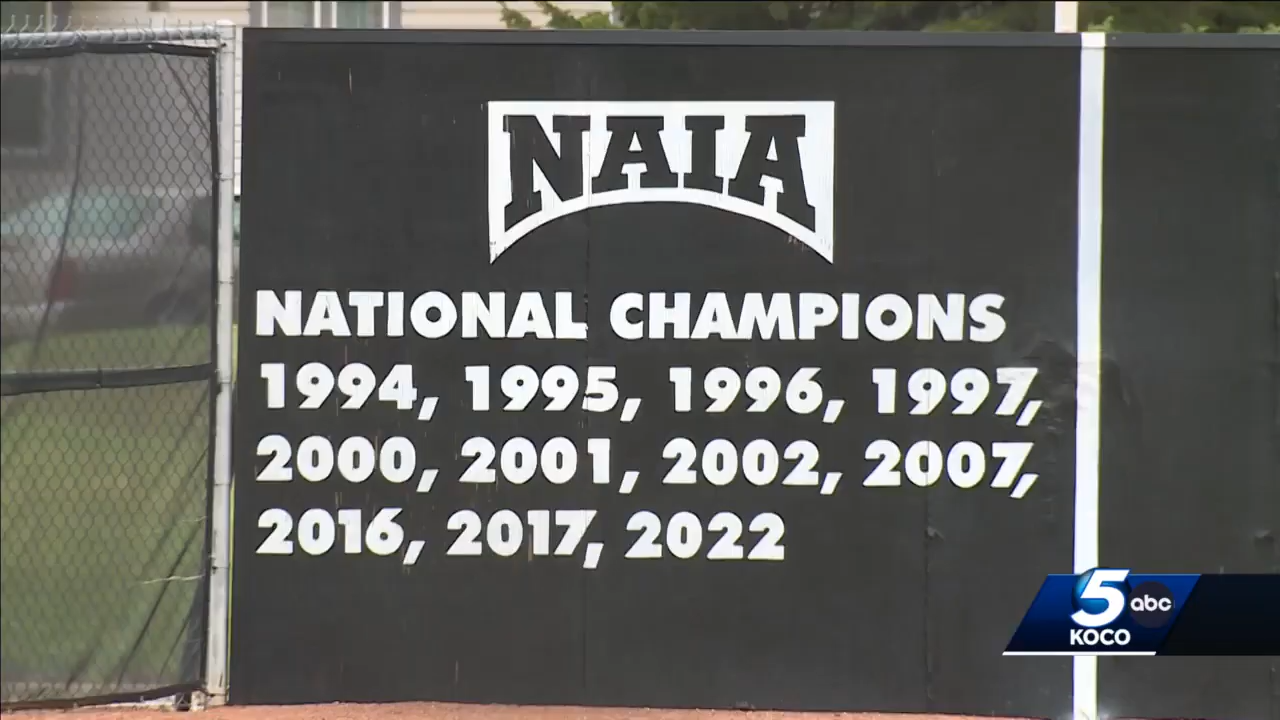 NAIA
NATIONAL CHAMPIONS
1994, 1995, 1996, 1997,
2000, 2001, 2002, 2007,
2016, 2017, 2022
5 abc
KOCO